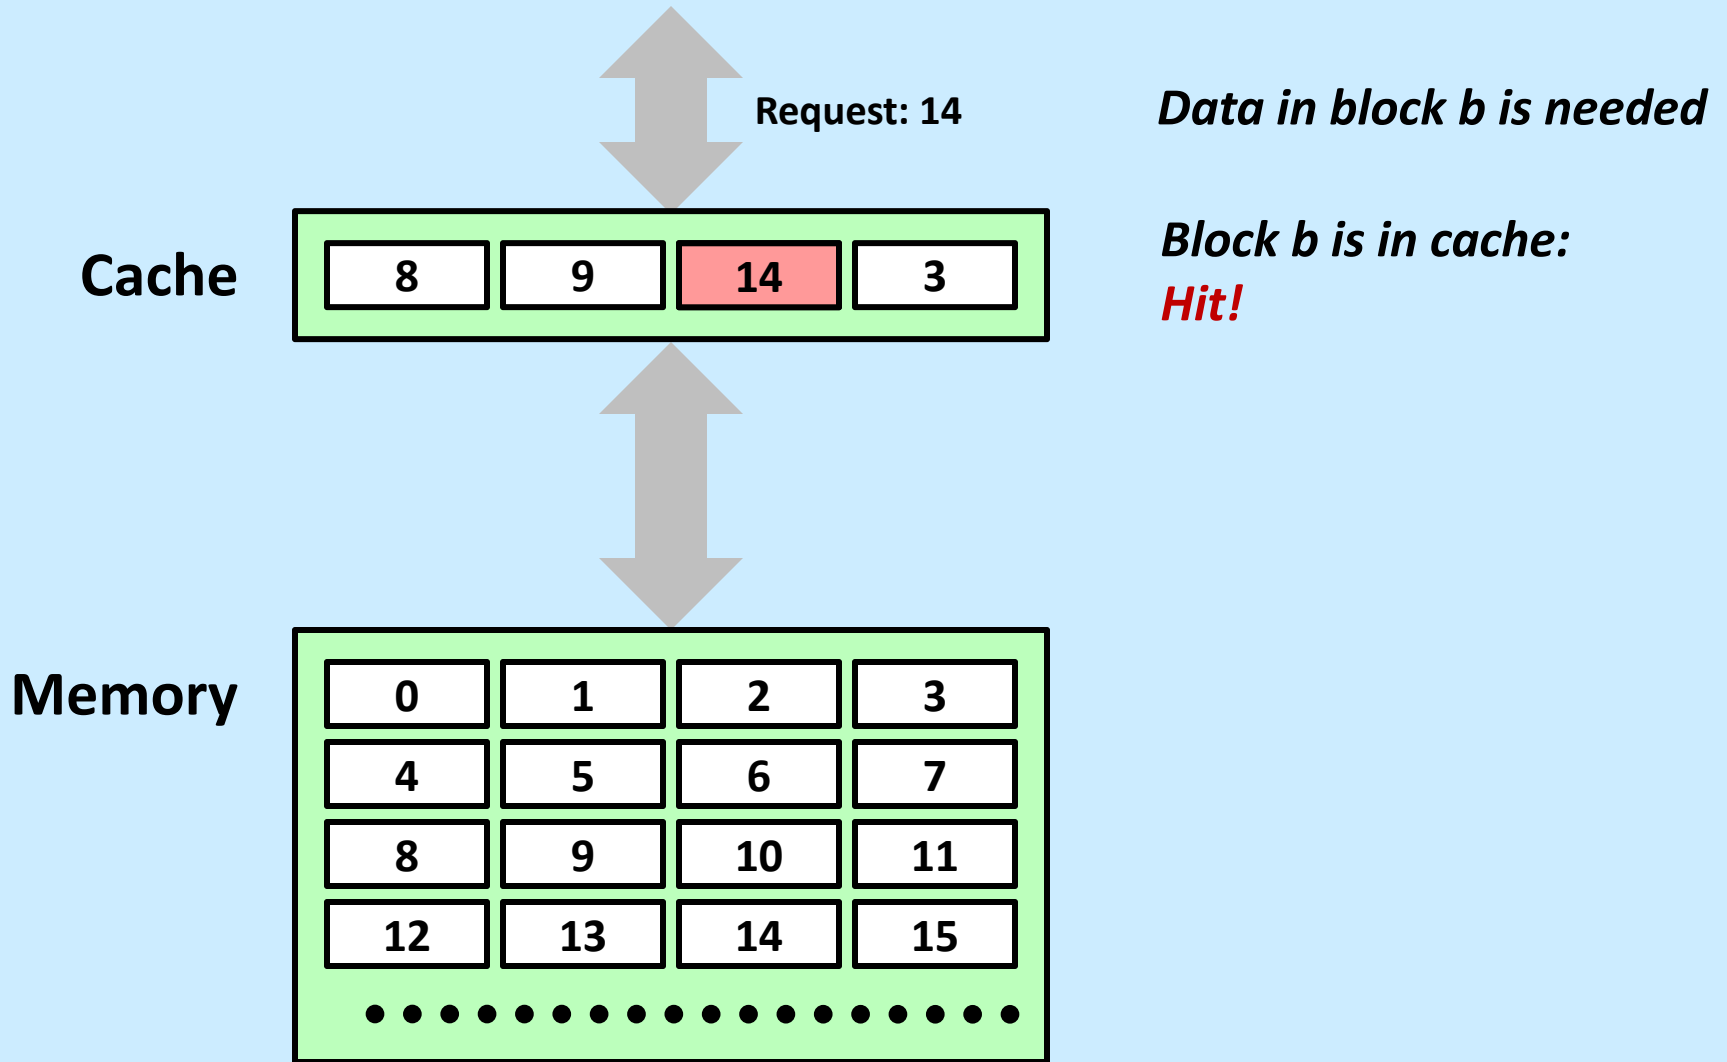 Request: 14
Data in block b is needed
Cache
8 9 14 3
Block b is in cache:
Hit!
Memory
0 1 2 3
4 5 6 7
8 9 10 11
12 13 14 15